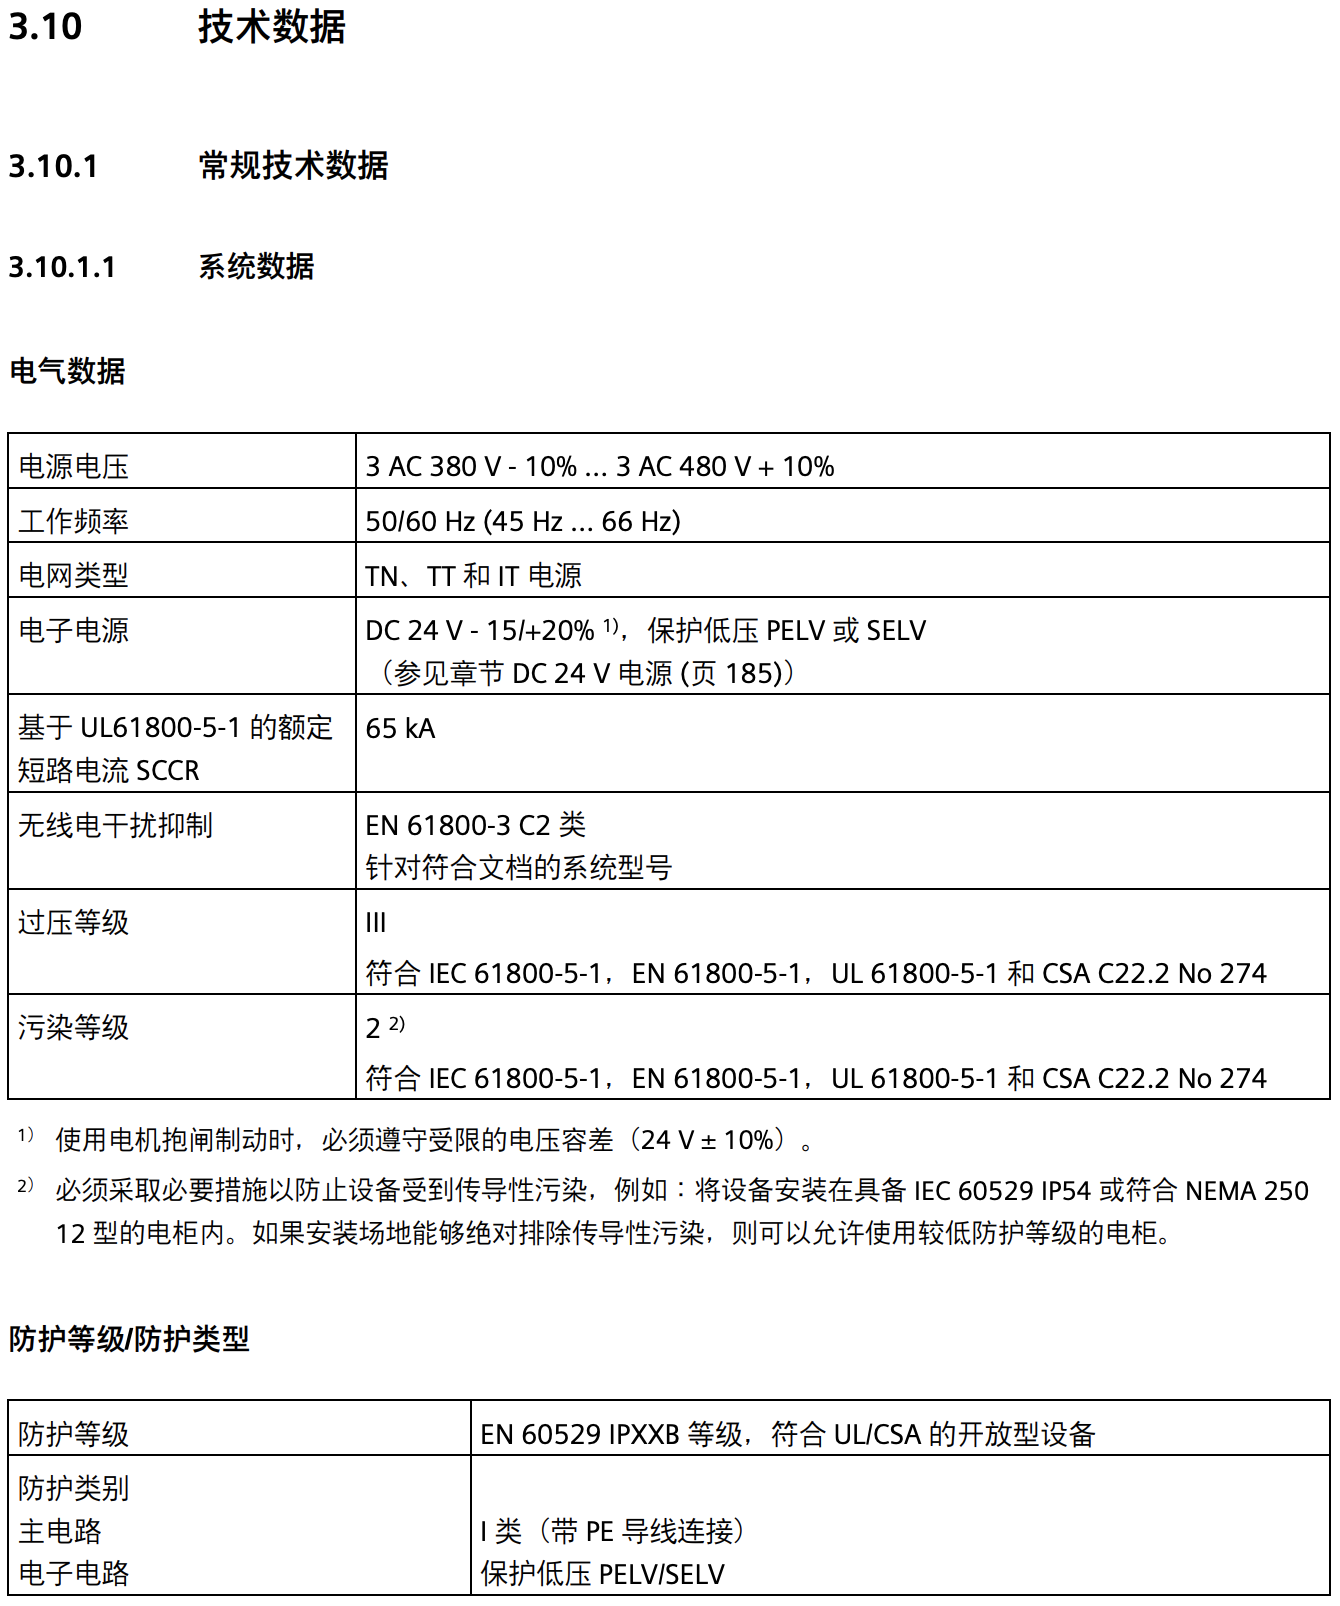 3.10 技术数据
3.10.1 常规技术数据
3.10.1.1 系统数据
电气数据
电源电压 3 AC 380 V - 10% … 3 AC 480 V + 10%
工作频率 50/60 Hz (45 Hz … 66 Hz)
电网类型 TN、TT 和 IT 电源
电子电源 DC 24 V - 15/+20% 1)，保护低压 PELV 或 SELV
（参见章节 DC 24 V 电源 (页 185)）
基于 UL61800-5-1 的额定 65 kA
短路电流 SCCR
无线电干扰抑制 EN 61800-3 C2 类
针对符合文档的系统型号
过压等级 III
符合 IEC 61800-5-1，EN 61800-5-1，UL 61800-5-1 和 CSA C22.2 No 274
污染等级 2 2)
符合 IEC 61800-5-1，EN 61800-5-1，UL 61800-5-1 和 CSA C22.2 No 274
1) 使用电机抱闸制动时，必须遵守受限的电压容差（24 V ± 10%）。
2) 必须采取必要措施以防止设备受到传导性污染，例如：将设备安装在具备 IEC 60529 IP54 或符合 NEMA 250
12 型的电柜内。如果安装场地能够绝对排除传导性污染，则可以允许使用较低防护等级的电柜。
防护等级/防护类型
防护等级 EN 60529 IPXXB 等级，符合 UL/CSA 的开放型设备
防护类别
主电路 I 类（带 PE 导线连接）
电子电路 保护低压 PELV/SELV